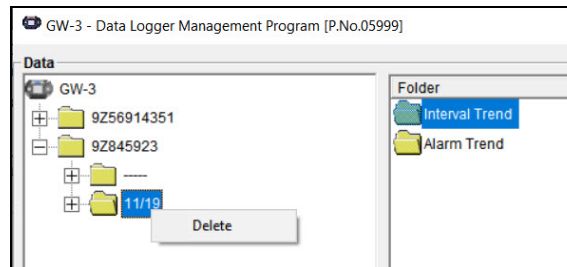 GW-3 - Data Logger Management Program [P.No.05999]
Data
GW-3
9Z56914351
9Z845923
-----
11/19
Delete
Folder
Interval Trend
Alarm Trend